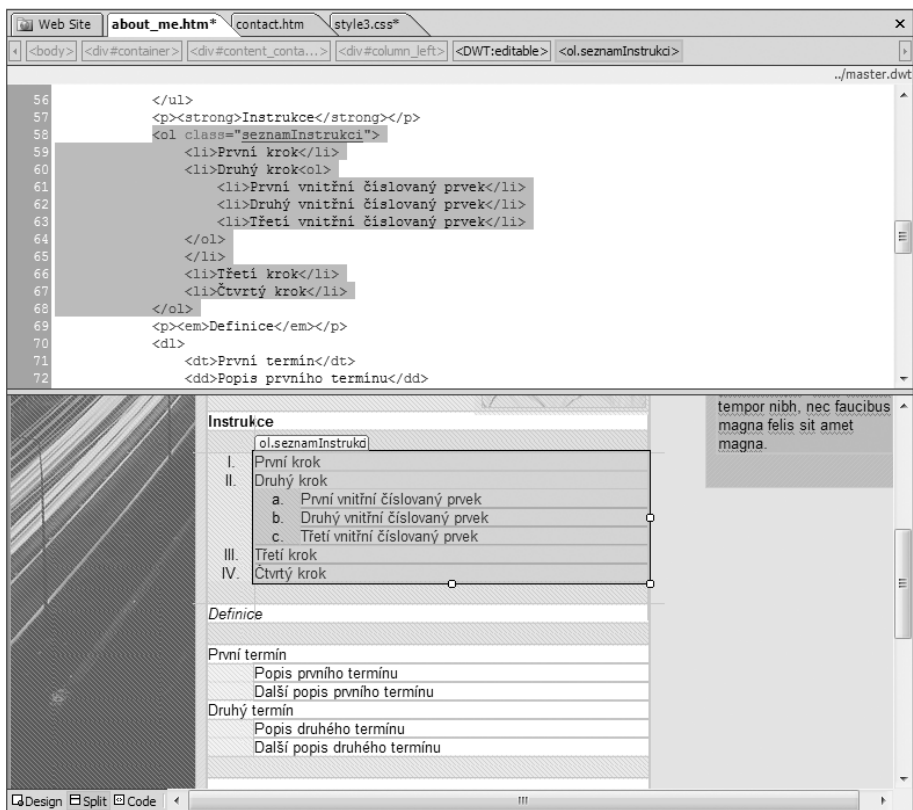 Web Site about_me.htm* contact.htm style3.css*
<body> <div#container> <div#content_conta...> <div#column_left> <DWT:editable> <ol.seznamInstrukci>
../master.dwt
56 </ul>
57 <p><strong>Instrukce</strong></p>
58 <ol class="seznamInstrukci">
59 <li>První krok</li>
60 <li>Druhý krok<ol>
61 <li>První vnitřní číslovaný prvek</li>
62 <li>Druhý vnitřní číslovaný prvek</li>
63 <li>Třetí vnitřní číslovaný prvek</li>
64 </ol>
65 </li>
66 <li>Třetí krok</li>
67 <li>Čtvrtý krok</li>
68 </ol>
69 <p><em>Definice</em></p>
70 <dl>
71 <dt>První termín</dt>
72 <dd>Popis prvního termínu</dd>
tempor nibh, nec faucibus
magna felis sit amet
magna.
Instrukce
ol.seznamInstrukci
I. První krok
II. Druhý krok
a. První vnitřní číslovaný prvek
b. Druhý vnitřní číslovaný prvek
c. Třetí vnitřní číslovaný prvek
III. Třetí krok
IV. Čtvrtý krok
Definice
První termín
Popis prvního termínu
Další popis prvního termínu
Druhý termín
Popis druhého termínu
Další popis druhého termínu
Design Split Code